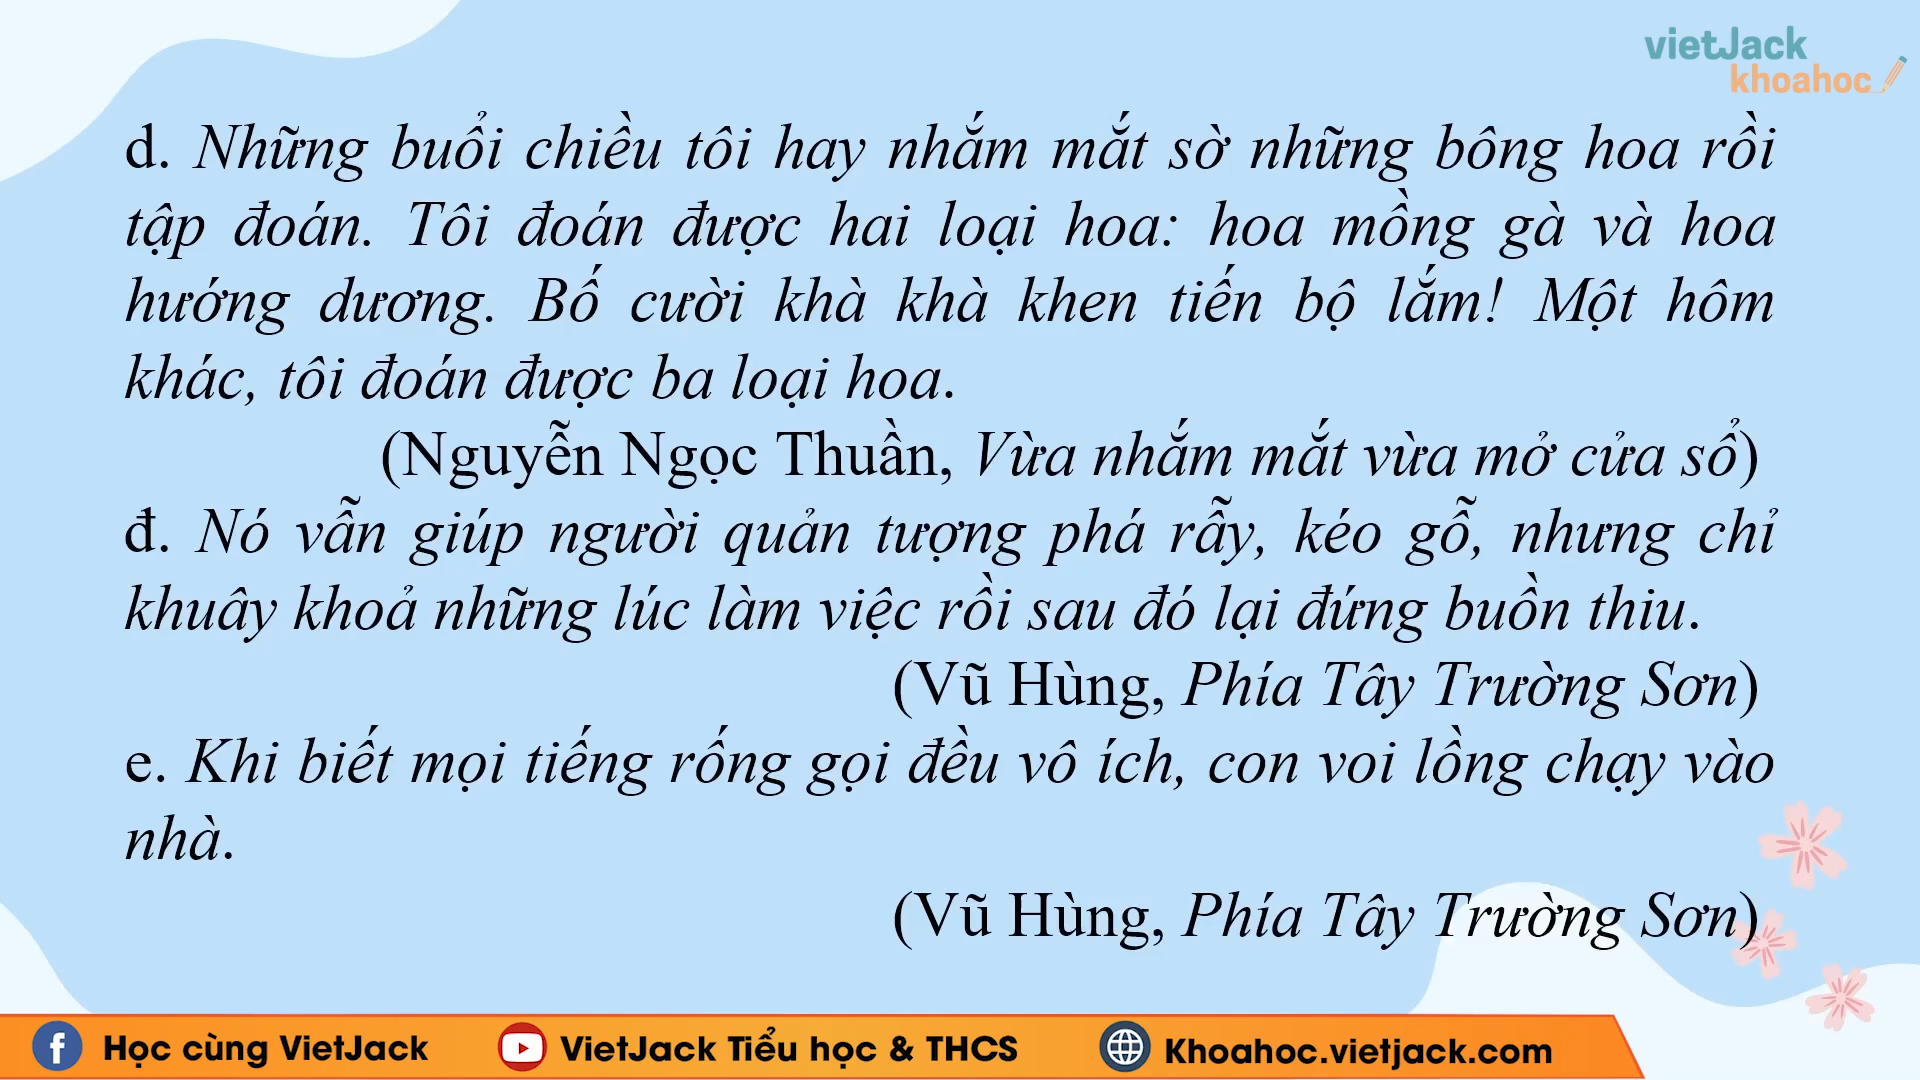 vietJack
khoahoc
d. Những buổi chiều tôi hay nhắm mắt sờ những bông hoa rồi
tập đoán. Tôi đoán được hai loại hoa: hoa mồng gà và hoa
hướng dương. Bố cười khà khà khen tiến bộ lắm! Một hôm
khác, tôi đoán được ba loại hoa.
(Nguyễn Ngọc Thuần, Vừa nhắm mắt vừa mở cửa sổ)
đ. Nó vẫn giúp người quản tượng phá rẫy, kéo gỗ, nhưng chỉ
khuây khoả những lúc làm việc rồi sau đó lại đứng buồn thiu.
(Vũ Hùng, Phía Tây Trường Sơn)
e. Khi biết mọi tiếng rống gọi đều vô ích, con voi lồng chạy vào
nhà.
(Vũ Hùng, Phía Tây Trường Sơn)
Học cùng VietJack
VietJack Tiểu học & THCS
Khoahoc.vietjack.com